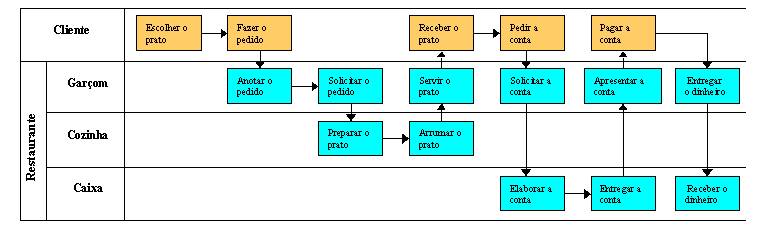 Cliente
Escolher o
prato
Fazer o
pedido
Receber o
prato
Pedir a
conta
Pagar a
conta
Restaurante
Garçom
Anotar o
pedido
Solicitar o
pedido
Servir o
prato
Solicitar a
conta
Apresentar a
conta
Entregar
o dinheiro
Cozinha
Preparar o
prato
Arrumar o
prato
Caixa
Elaborar a
conta
Entregar a
conta
Receber o
dinheiro